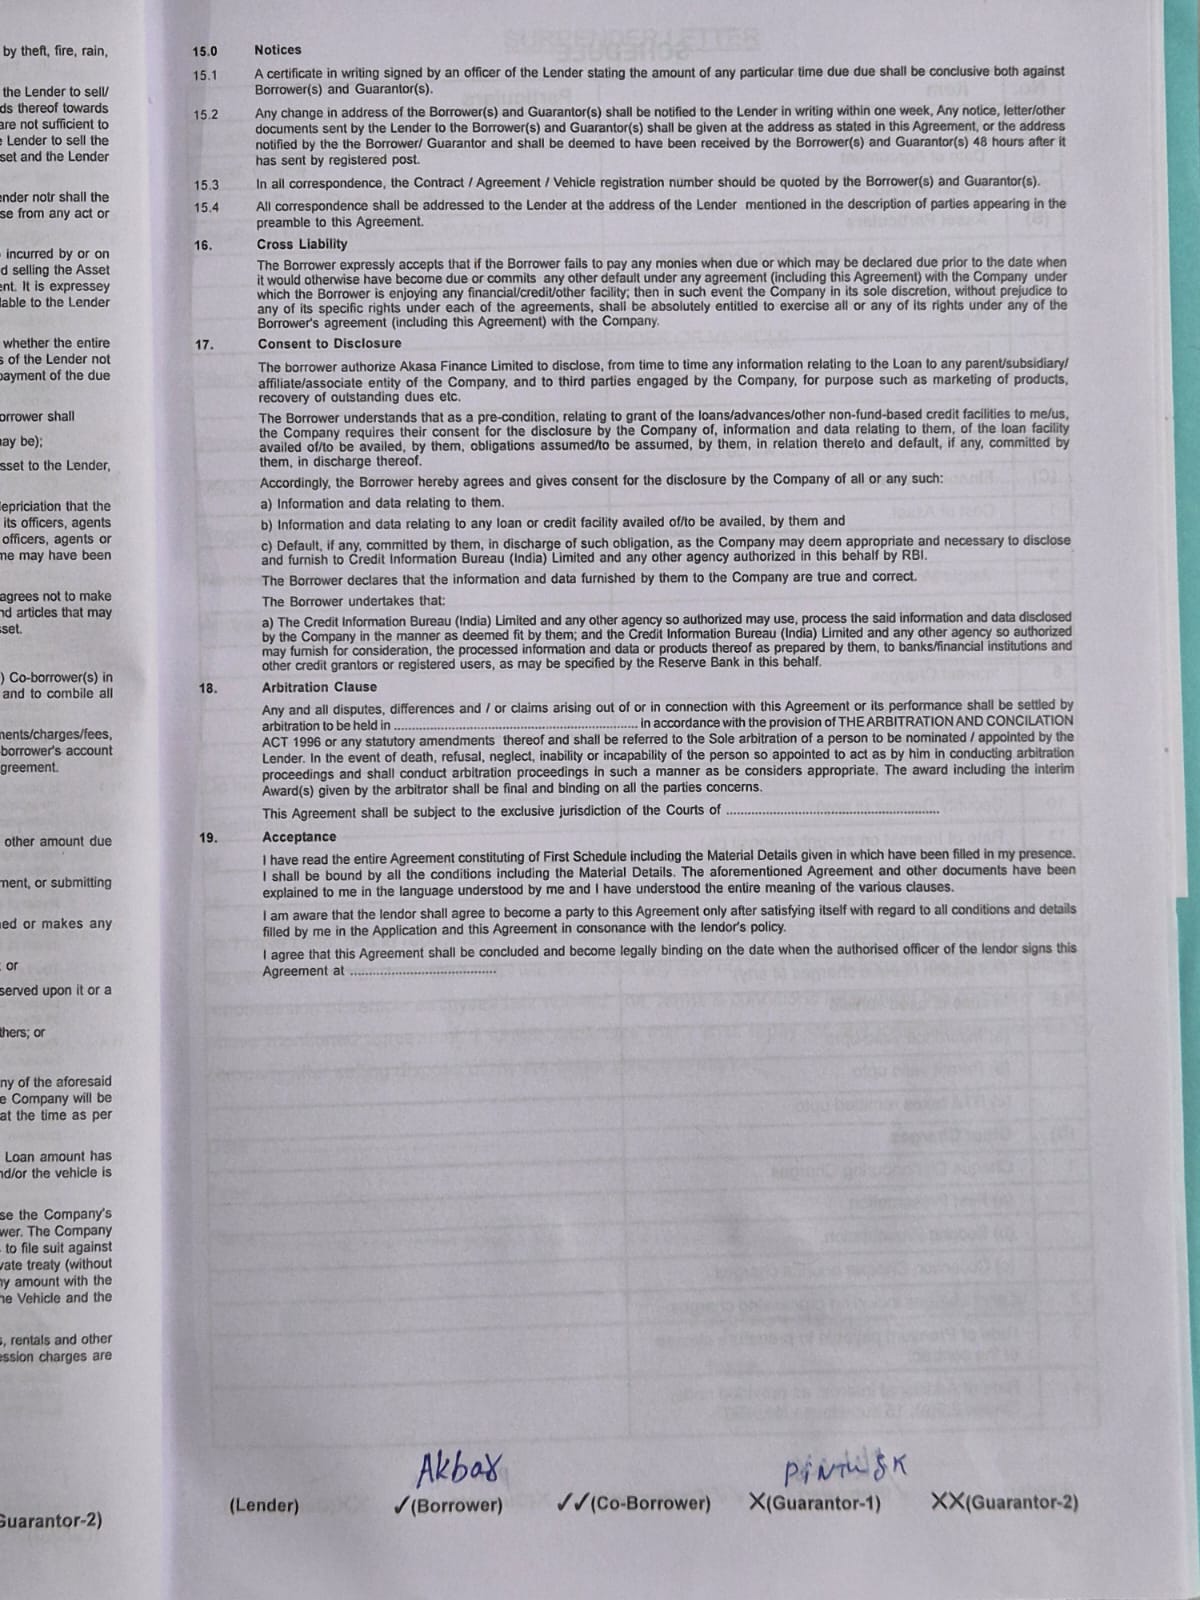 by theft, fire, rain,
the Lender to sell/
ds thereof towards
are not sufficient to
Lender to sell the
set and the Lender
ender notr shall the
se from any act or
incurred by or on
d selling the Asset
ent. It is expressey
lable to the Lender
whether the entire
s of the Lender not
payment of the due
orrower shall
may be);
sset to the Lender,
epriciation that the
its officers, agents
officers, agents or
me may have been
agrees not to make
nd articles that may
sset.
) Co-borrower(s) in
and to combile all
ments/charges/fees,
borrower's account
greement.
other amount due
ment, or submitting
ned or makes any
or
served upon it or a
thers; or
ny of the aforesaid
e Company will be
at the time as per
Loan amount has
nd/or the vehicle is
se the Company's
wer. The Company
to file suit against
vate treaty (without
ny amount with the
he Vehicle and the
s, rentals and other
ession charges are
Guarantor-2)
15.0 Notices
15.1 A certificate in writing signed by an officer of the Lender stating the amount of any particular time due due shall be conclusive both against
Borrower(s) and Guarantor(s).
15.2 Any change in address of the Borrower(s) and Guarantor(s) shall be notified to the Lender in writing within one week, Any notice, letter/other
documents sent by the Lender to the Borrower(s) and Guarantor(s) shall be given at the address as stated in this Agreement, or the address
notified by the the Borrower/ Guarantor and shall be deemed to have been received by the Borrower(s) and Guarantor(s) 48 hours after it
has sent by registered post.
15.3 In all correspondence, the Contract / Agreement / Vehicle registration number should be quoted by the Borrower(s) and Guarantor(s).
15.4 All correspondence shall be addressed to the Lender at the address of the Lender mentioned in the description of parties appearing in the
preamble to this Agreement.
16. Cross Liability
The Borrower expressly accepts that if the Borrower fails to pay any monies when due or which may be declared due prior to the date when
it would otherwise have become due or commits any other default under any agreement (including this Agreement) with the Company under
which the Borrower is enjoying any financial/credit/other facility; then in such event the Company in its sole discretion, without prejudice to
any of its specific rights under each of the agreements, shall be absolutely entitled to exercise all or any of its rights under any of the
Borrower's agreement (including this Agreement) with the Company.
17. Consent to Disclosure
The borrower authorize Akasa Finance Limited to disclose, from time to time any information relating to the Loan to any parent/subsidiary/
affiliate/associate entity of the Company, and to third parties engaged by the Company, for purpose such as marketing of products,
recovery of outstanding dues etc.
The Borrower understands that as a pre-condition, relating to grant of the loans/advances/other non-fund-based credit facilities to me/us,
the Company requires their consent for the disclosure by the Company of, information and data relating to them, of the loan facility
availed of/to be availed, by them, obligations assumed/to be assumed, by them, in relation thereto and default, if any, committed by
them, in discharge thereof.
Accordingly, the Borrower hereby agrees and gives consent for the disclosure by the Company of all or any such:
a) Information and data relating to them.
b) Information and data relating to any loan or credit facility availed of/to be availed, by them and
c) Default, if any, committed by them, in discharge of such obligation, as the Company may deem appropriate and necessary to disclose
and furnish to Credit Information Bureau (India) Limited and any other agency authorized in this behalf by RBI.
The Borrower declares that the information and data furnished by them to the Company are true and correct.
The Borrower undertakes that:
a) The Credit Information Bureau (India) Limited and any other agency so authorized may use, process the said information and data disclosed
by the Company in the manner as deemed fit by them; and the Credit Information Bureau (India) Limited and any other agency so authorized
may furnish for consideration, the processed information and data or products thereof as prepared by them, to banks/financial institutions and
other credit grantors or registered users, as may be specified by the Reserve Bank in this behalf.
18. Arbitration Clause
Any and all disputes, differences and / or claims arising out of or in connection with this Agreement or its performance shall be settled by
arbitration to be held in ........................................ in accordance with the provision of THE ARBITRATION AND CONCILATION
ACT 1996 or any statutory amendments thereof and shall be referred to the Sole arbitration of a person to be nominated / appointed by the
Lender. In the event of death, refusal, neglect, inability or incapability of the person so appointed to act as by him in conducting arbitration
proceedings and shall conduct arbitration proceedings in such a manner as be considers appropriate. The award including the interim
Award(s) given by the arbitrator shall be final and binding on all the parties concerns.
This Agreement shall be subject to the exclusive jurisdiction of the Courts of ........................................
19. Acceptance
I have read the entire Agreement constituting of First Schedule including the Material Details given in which have been filled in my presence.
I shall be bound by all the conditions including the Material Details. The aforementioned Agreement and other documents have been
explained to me in the language understood by me and I have understood the entire meaning of the various clauses.
I am aware that the lendor shall agree to become a party to this Agreement only after satisfying itself with regard to all conditions and details
filled by me in the Application and this Agreement in consonance with the lendor's policy.
I agree that this Agreement shall be concluded and become legally binding on the date when the authorised officer of the lendor signs this
Agreement at ........................
Akbar PiNTU SK
(Lender) ✓(Borrower) ✓✓(Co-Borrower) X(Guarantor-1) XX(Guarantor-2)